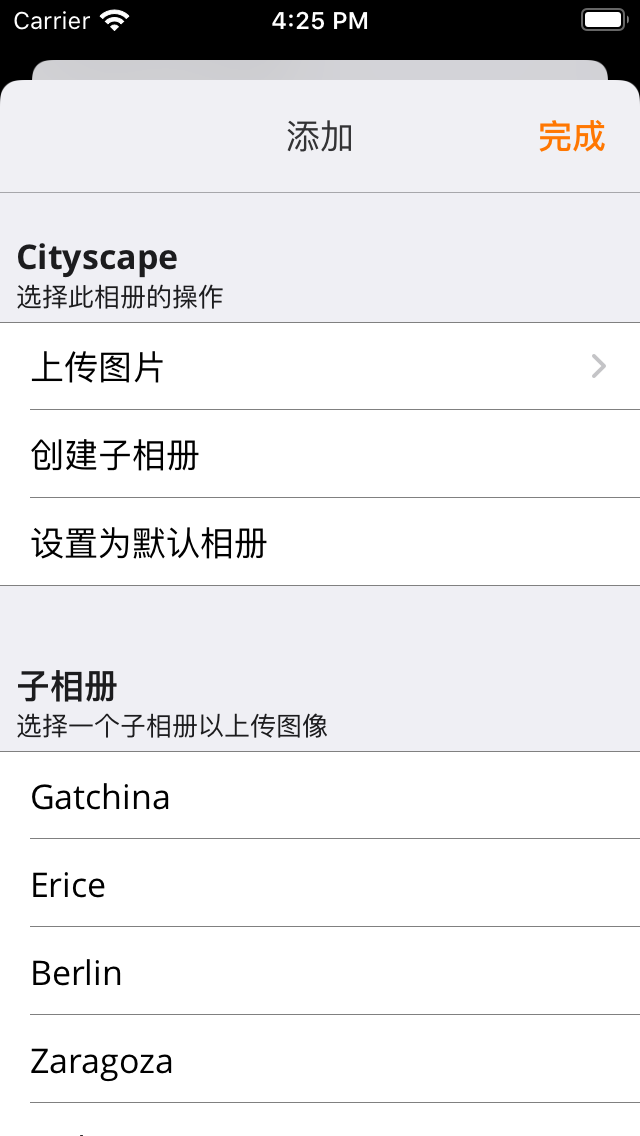 Carrier
4:25 PM
添加
完成
Cityscape
选择此相册的操作
上传图片
创建子相册
设置为默认相册
子相册
选择一个子相册以上传图像
Gatchina
Erice
Berlin
Zaragoza